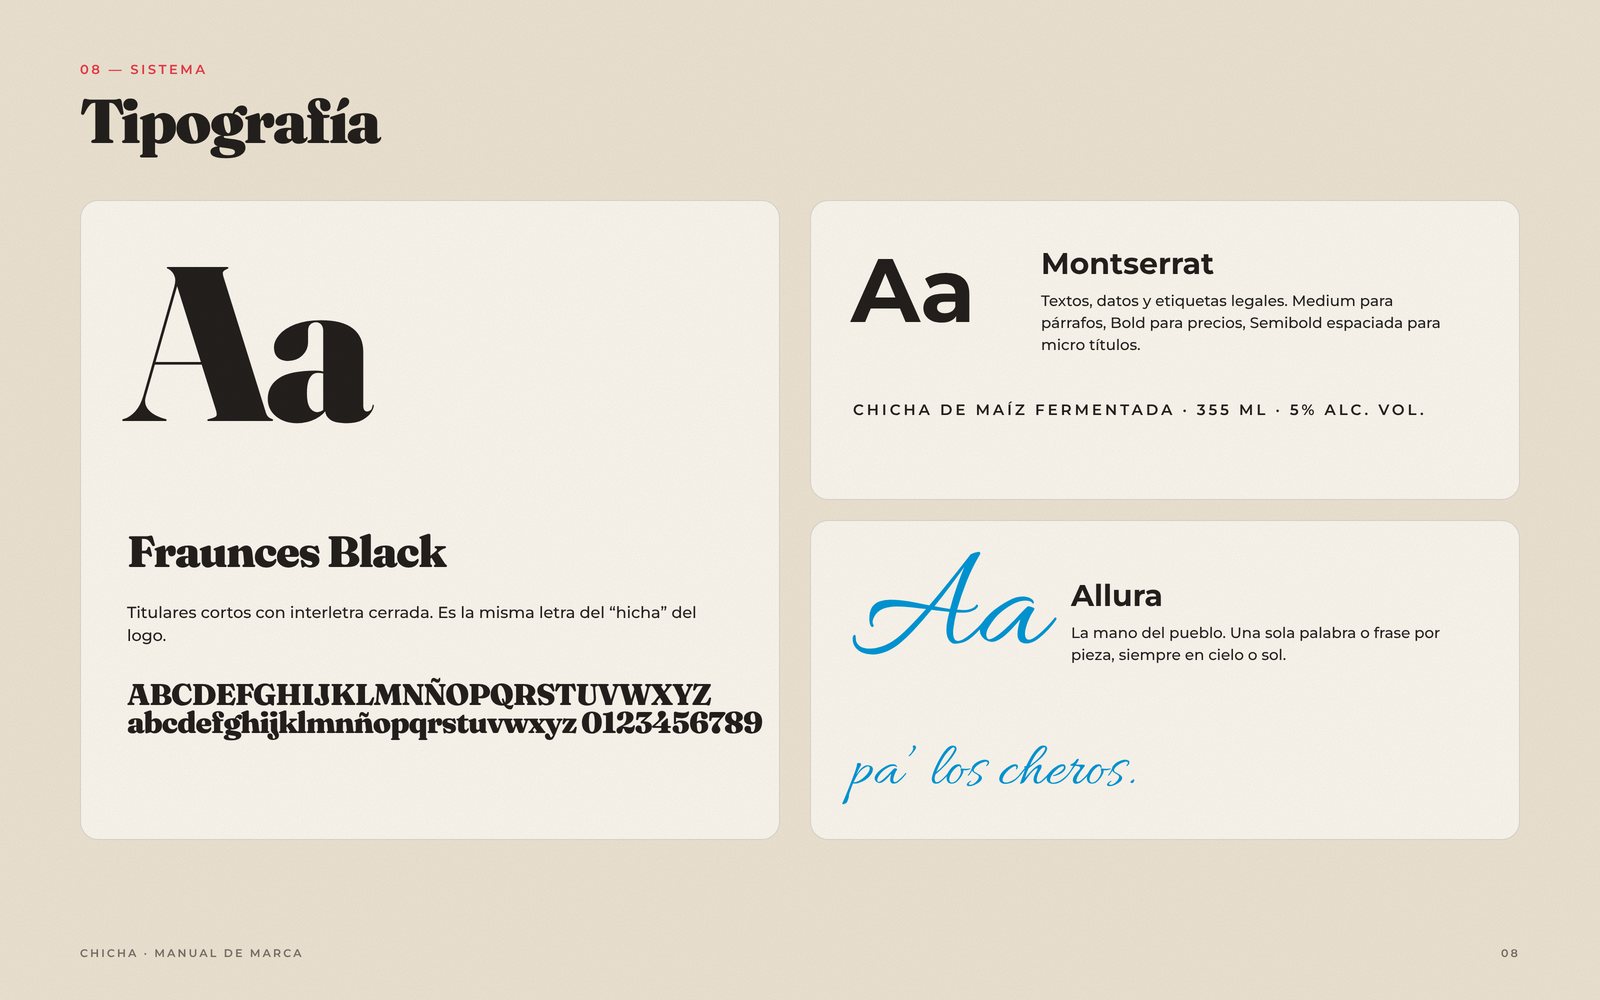 08 — SISTEMA
Tipografía
Aa
Fraunces Black
Titulares cortos con interletra cerrada. Es la misma letra del “hicha” del
logo.
ABCDEFGHIJKLMNÑOPQRSTUVWXYZ
abcdefghijklmnñopqrstuvwxyz 0123456789
Aa
Montserrat
Textos, datos y etiquetas legales. Medium para
párrafos, Bold para precios, Semibold espaciada para
micro títulos.
CHICHA DE MAÍZ FERMENTADA · 355 ML · 5% ALC. VOL.
Aa
Allura
La mano del pueblo. Una sola palabra o frase por
pieza, siempre en cielo o sol.
pa’ los cheros.
CHICHA · MANUAL DE MARCA
08